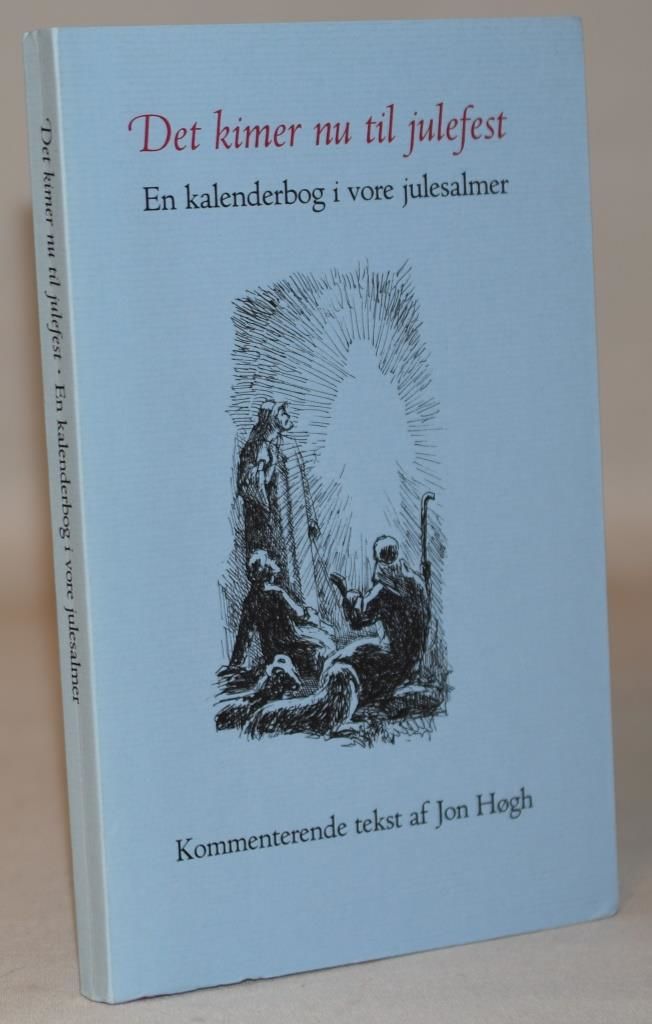 Det kimer nu til julefest
En kalenderbog i vore julesalmer
Kommenterende tekst af Jon Høgh
Det kimer nu til julefest · En kalenderbog i vore julesalmer